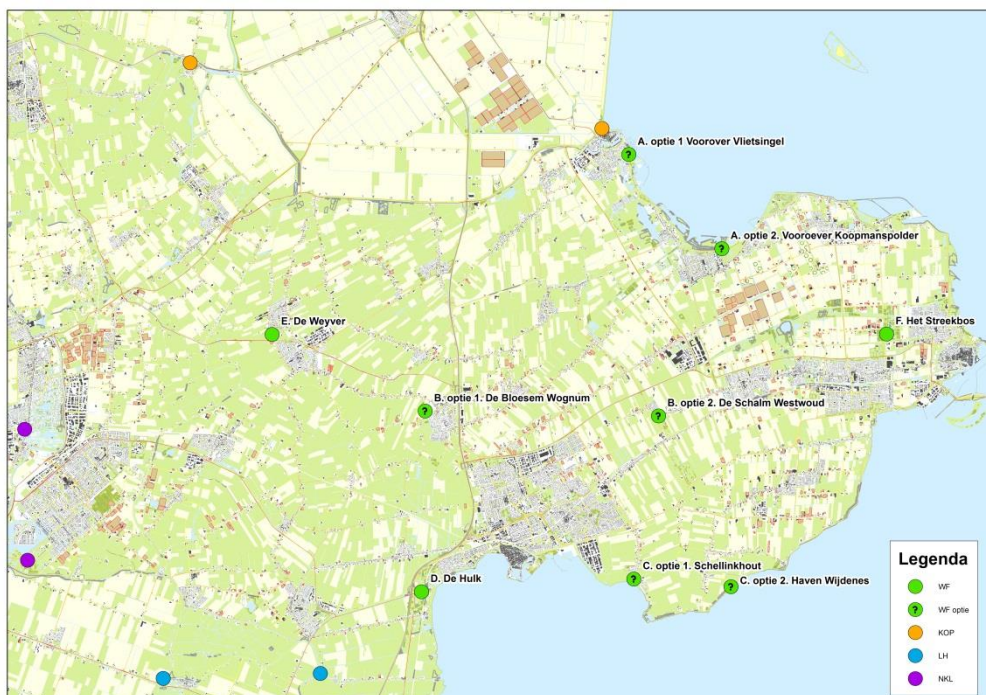 A. optie 1 Voorover Vlietsingel
A. optie 2. Vooroever Koopmanspolder
E. De Weyver
F. Het Streekbos
B. optie 1. De Bloesem Wognum
B. optie 2. De Schalm Westwoud
D. De Hulk
C. optie 1. Schellinkhout
C. optie 2. Haven Wijdenes
Legenda
WF
? WF optie
KOP
LH
NKL